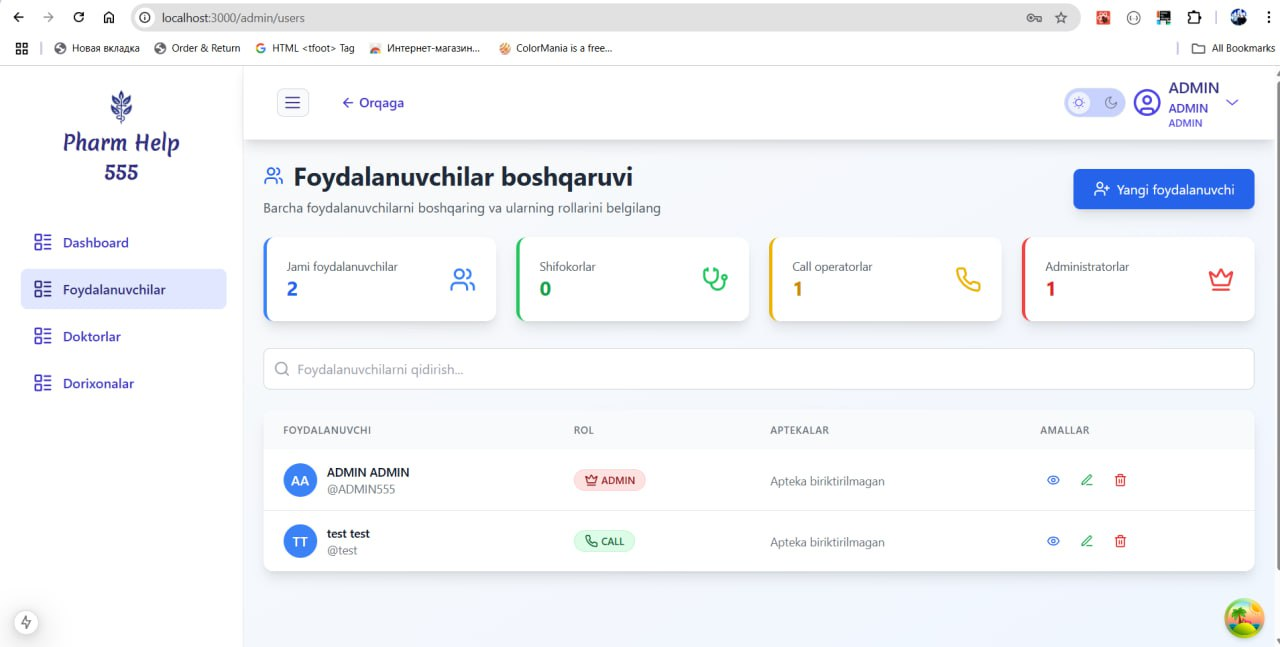 localhost:3000/admin/users
Новая вкладка
Order & Return
HTML <tfoot> Tag
Интернет-магазин...
ColorMania is a free...
All Bookmarks
Pharm Help
555
Orqaga
ADMIN
ADMIN
ADMIN
Dashboard
Foydalanuvchilar
Doktorlar
Dorixonalar
Foydalanuvchilar boshqaruvi
Barcha foydalanuvchilarni boshqaring va ularning rollarini belgilang
Yangi foydalanuvchi
Jami foydalanuvchilar
2
Shifokorlar
0
Call operatorlar
1
Administratorlar
1
Foydalanuvchilarni qidirish...
FOYDALANUVCHI ROL APTEKALAR AMALLAR
AA ADMIN ADMIN ADMIN Apteka biriktirilmagan
@ADMIN555
TT test test CALL Apteka biriktirilmagan
@test